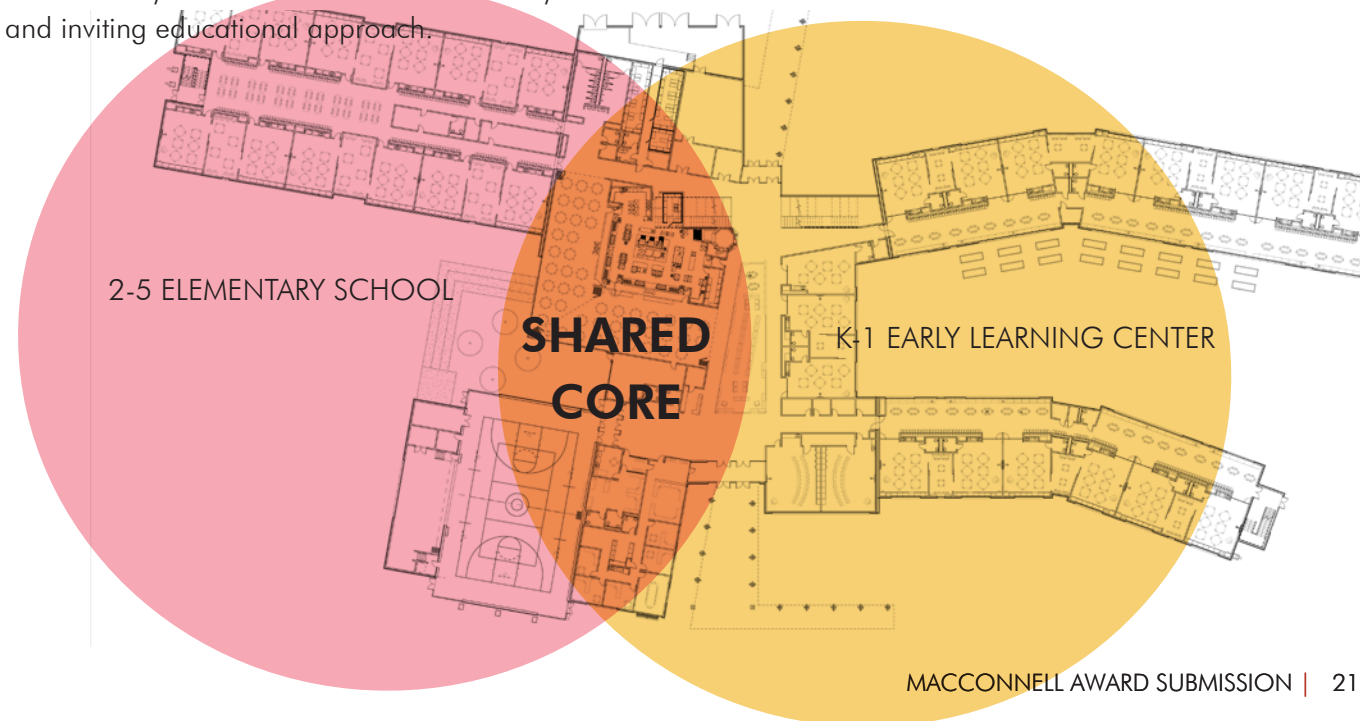 and inviting educational approach.
2-5 ELEMENTARY SCHOOL
SHARED
CORE
K-1 EARLY LEARNING CENTER
MACCONNELL AWARD SUBMISSION | 21